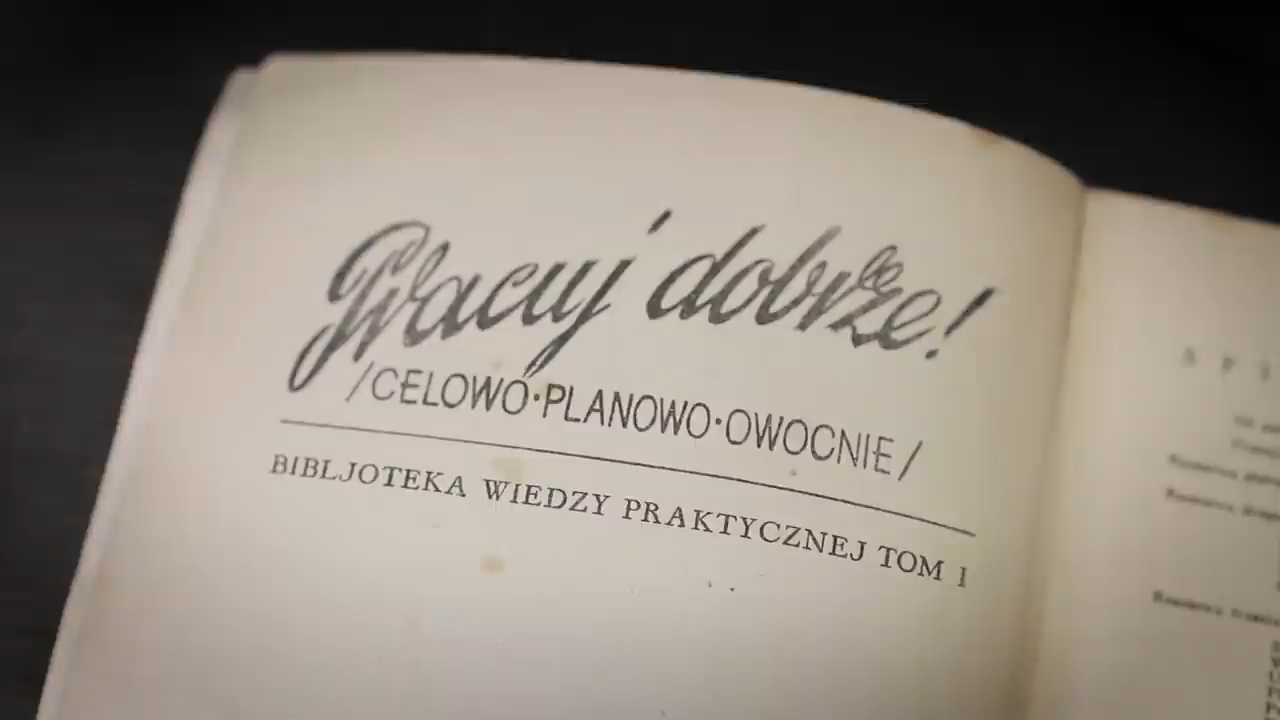 Pracuj dobrze!
/CELOWO·PLANOWO·OWOCNIE/
BIBLJOTEKA WIEDZY PRAKTYCZNEJ TOM I